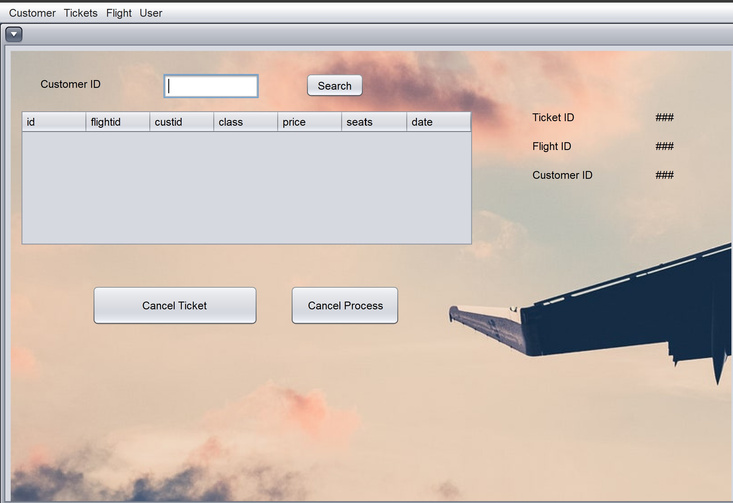 Customer Tickets Flight User
Customer ID Search
id flightid custid class price seats date
Ticket ID ###
Flight ID ###
Customer ID ###
Cancel Ticket Cancel Process